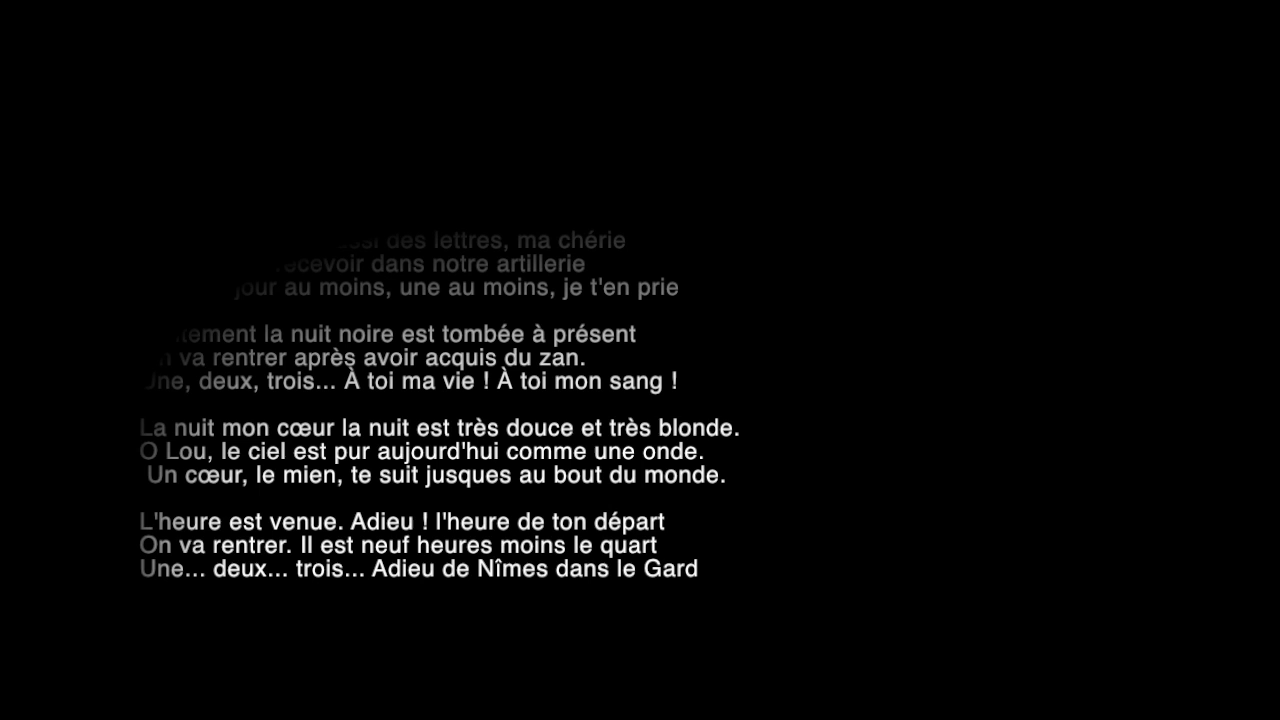 des lettres, ma chérie
recevoir dans notre artillerie
jour au moins, une au moins, je t'en prie
la nuit noire est tombée à présent
On va rentrer après avoir acquis du zan.
Une, deux, trois... À toi ma vie ! À toi mon sang !
La nuit mon cœur la nuit est très douce et très blonde.
O Lou, le ciel est pur aujourd'hui comme une onde.
Un cœur, le mien, te suit jusques au bout du monde.
L'heure est venue. Adieu ! l'heure de ton départ
On va rentrer. Il est neuf heures moins le quart
Une... deux... trois... Adieu de Nîmes dans le Gard